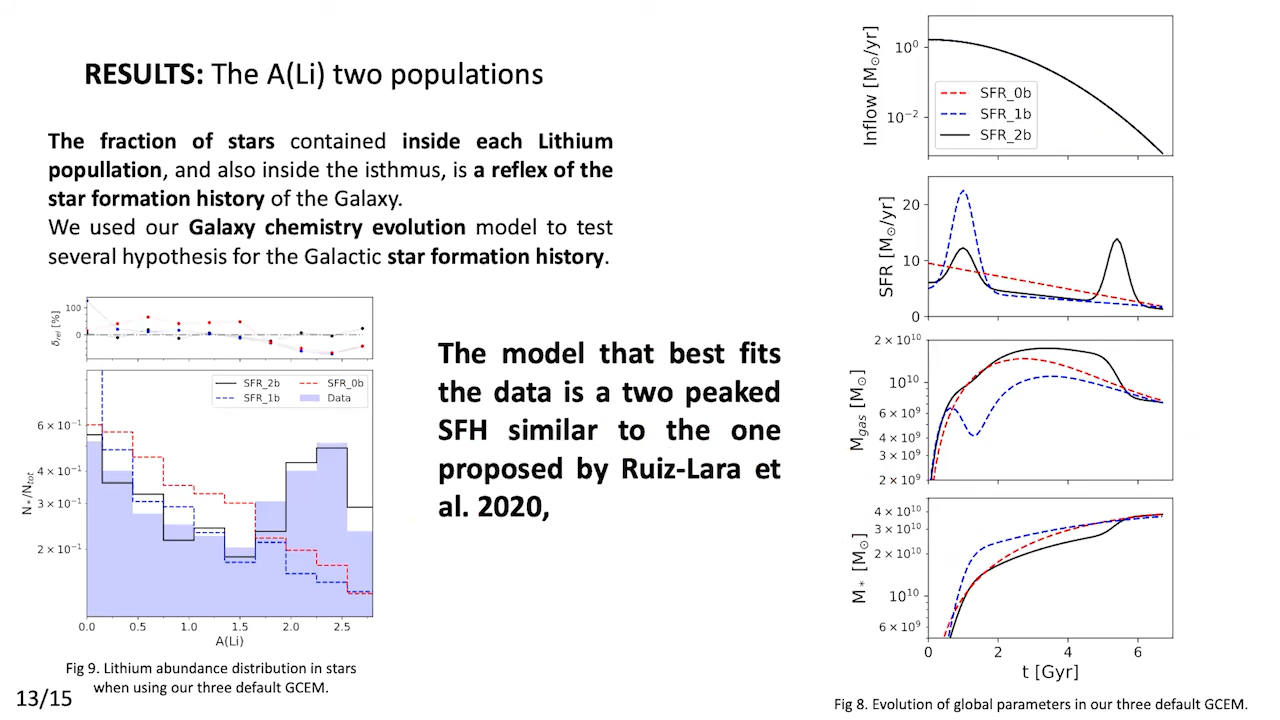 RESULTS: The A(Li) two populations
The fraction of stars contained inside each Lithium
popullation, and also inside the isthmus, is a reflex of the
star formation history of the Galaxy.
We used our Galaxy chemistry evolution model to test
several hypothesis for the Galactic star formation history.
δrel [%]
100
0
SFR_2b
SFR_1b
SFR_0b
Data
N*/Ntot
6 × 10⁻¹
4 × 10⁻¹
3 × 10⁻¹
2 × 10⁻¹
0.0 0.5 1.0 1.5 2.0 2.5
A(Li)
Fig 9. Lithium abundance distribution in stars
when using our three default GCEM.
13/15
The model that best fits
the data is a two peaked
SFH similar to the one
proposed by Ruiz-Lara et
al. 2020,
Inflow [M⊙/yr]
10⁰
10⁻²
SFR_0b
SFR_1b
SFR_2b
SFR [M⊙/yr]
20
10
0
Mgas [M⊙]
2 × 10¹⁰
10¹⁰
6 × 10⁹
4 × 10⁹
3 × 10⁹
2 × 10⁹
M* [M⊙]
4 × 10¹⁰
3 × 10¹⁰
2 × 10¹⁰
10¹⁰
6 × 10⁹
0 2 4 6
t [Gyr]
Fig 8. Evolution of global parameters in our three default GCEM.